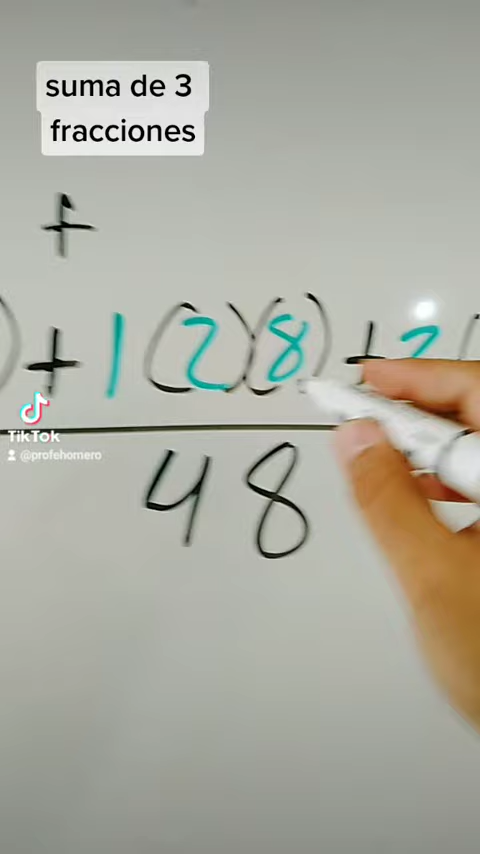 suma de 3
fracciones
+
) + 1 (2)(8) + 2 (
48
TikTok
@profehomero